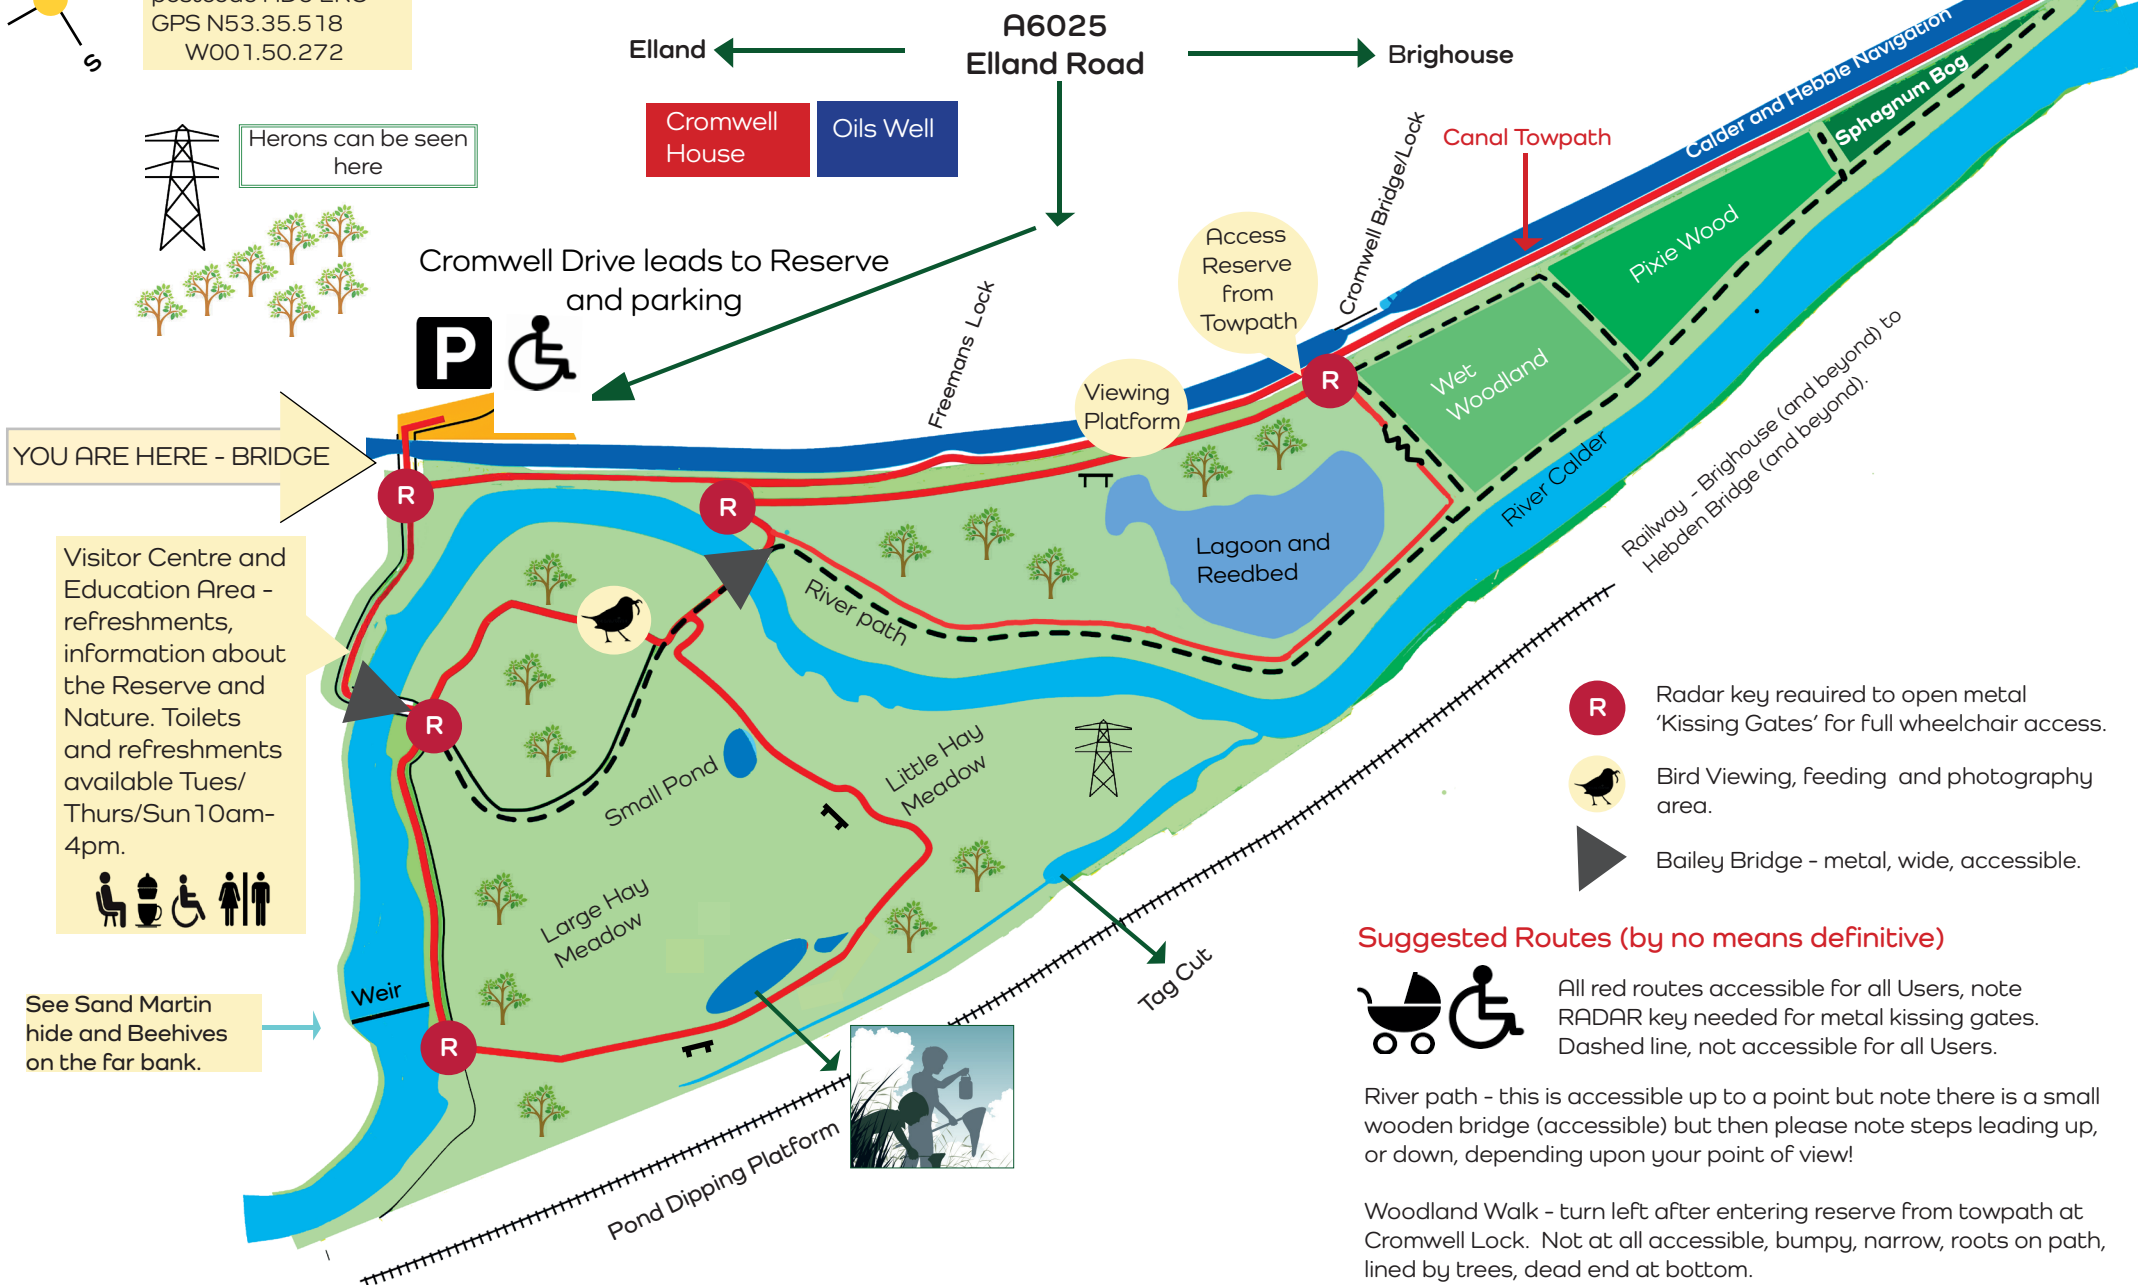 GPS N53.35.518
W001.50.272
S
Elland
A6025
Elland Road
Brighouse
Cromwell
House
Oils Well
Herons can be seen
here
Cromwell Drive leads to Reserve
and parking
P
Freemans Lock
Access
Reserve
from
Towpath
Cromwell Bridge/Lock
Canal Towpath
Calder and Hebble Navigation
Sphagnum Bog
Pixie Wood
Wet
Woodland
Viewing
Platform
R
YOU ARE HERE - BRIDGE
R
R
River Calder
Railway - Brighouse (and beyond) to
Hebden Bridge (and beyond).
Lagoon and
Reedbed
River path
Visitor Centre and
Education Area -
refreshments,
information about
the Reserve and
Nature. Toilets
and refreshments
available Tues/
Thurs/Sun 10am-
4pm.
R
Small Pond
Little Hay
Meadow
Large Hay
Meadow
Weir
See Sand Martin
hide and Beehives
on the far bank.
R
Tag Cut
Pond Dipping Platform
R
Radar key reauired to open metal
‘Kissing Gates’ for full wheelchair access.
Bird Viewing, feeding and photography
area.
Bailey Bridge - metal, wide, accessible.
Suggested Routes (by no means definitive)
All red routes accessible for all Users, note
RADAR key needed for metal kissing gates.
Dashed line, not accessible for all Users.
River path - this is accessible up to a point but note there is a small
wooden bridge (accessible) but then please note steps leading up,
or down, depending upon your point of view!
Woodland Walk - turn left after entering reserve from towpath at
Cromwell Lock. Not at all accessible, bumpy, narrow, roots on path,
lined by trees, dead end at bottom.